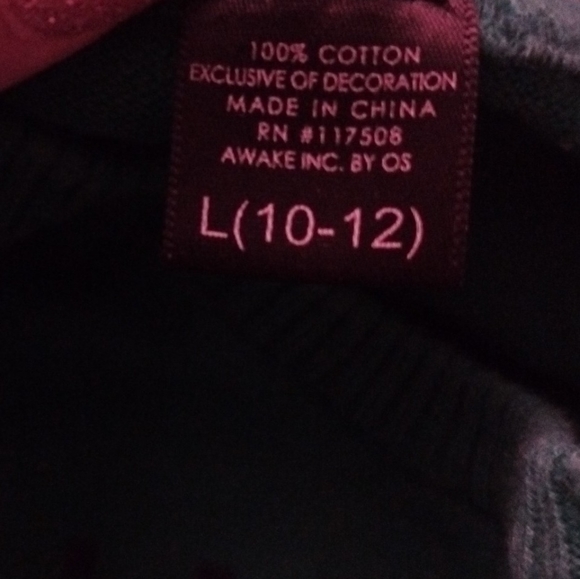 100% COTTON
EXCLUSIVE OF DECORATION
MADE IN CHINA
RN #117508
AWAKE INC. BY OS
L(10-12)